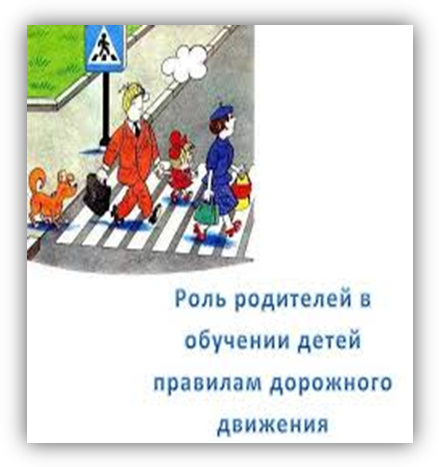 Роль родителей в
обучении детей
правилам дорожного
движения